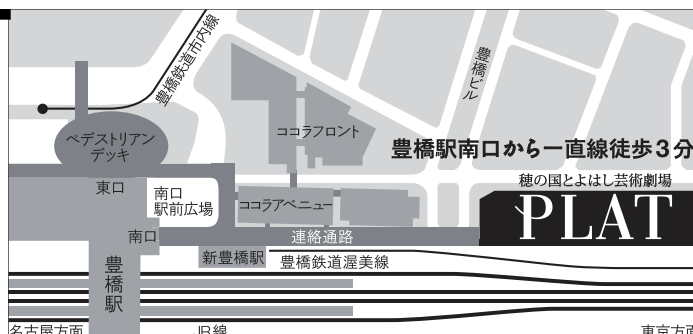 豊橋鉄道市内線
豊橋ビル
ペデストリアン
デッキ
ココラフロント
豊橋駅南口から一直線徒歩3分
穂の国とよはし芸術劇場
PLAT
東口
南口
駅前広場
ココラアベニュー
南口
連絡通路
新豊橋駅
豊橋鉄道渥美線
豊橋駅
名古屋方面
JR線
東京方面